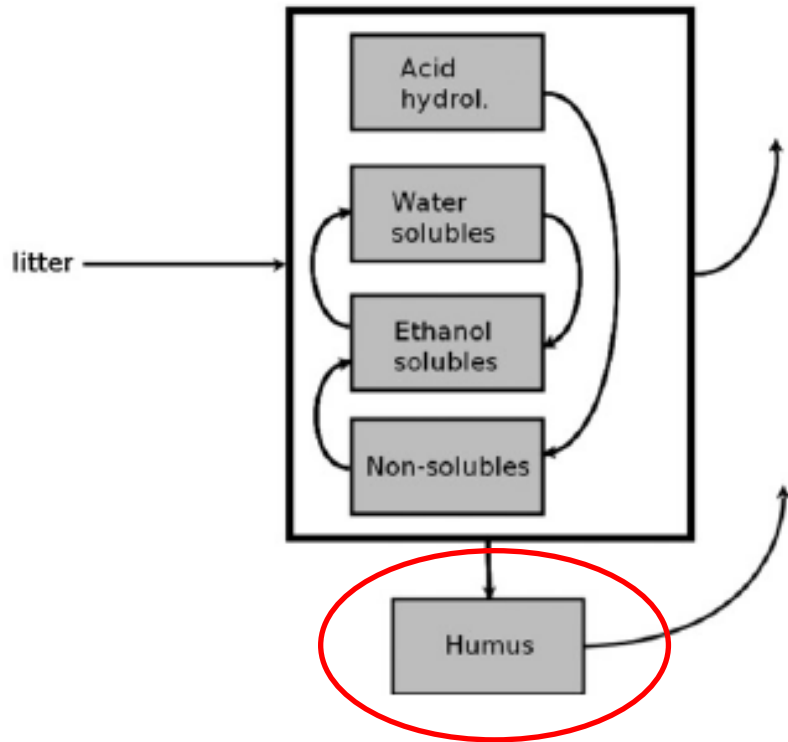 Acid
hydrol.
Water
solubles
litter
Ethanol
solubles
Non-solubles
Humus